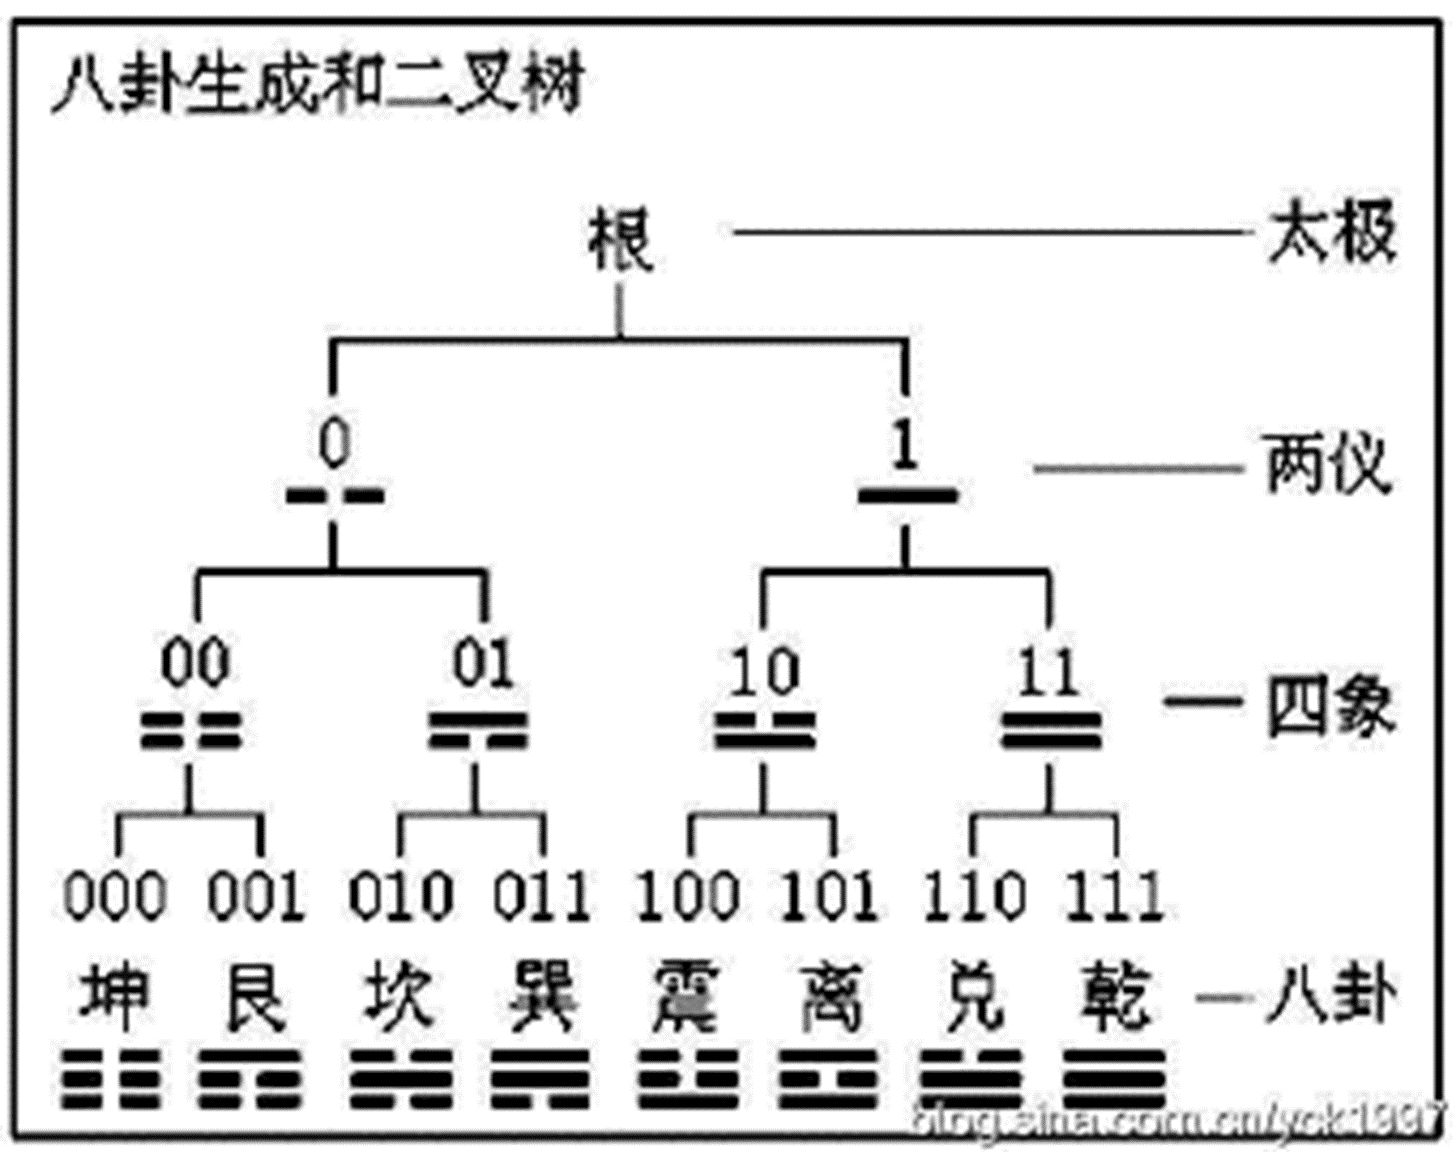 八卦生成和二叉树
根 太极
0 1 两仪
00 01 10 11 四象
000 001 010 011 100 101 110 111
坤 艮 坎 巽 震 离 兑 乾 八卦
blog.sina.com.cn/yck1997